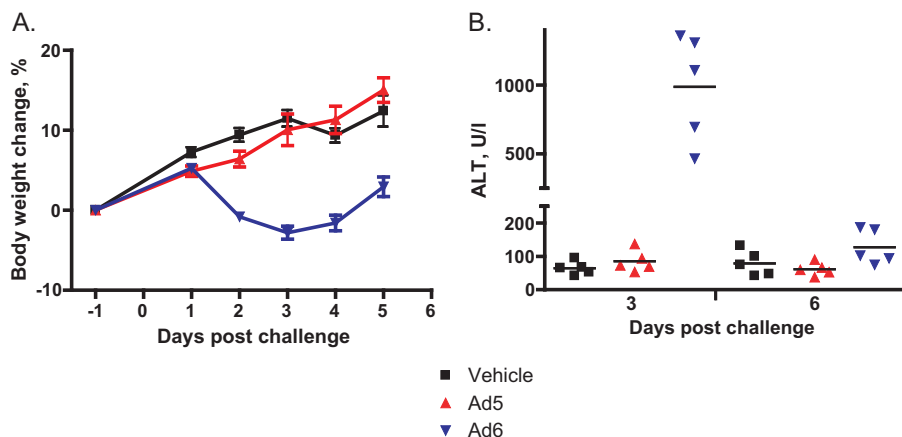 A.
Body weight change, %
20
10
0
-10
-1 0 1 2 3 4 5 6
Days post challenge
B.
ALT, U/l
1000
500
200
100
0
3 6
Days post challenge
Vehicle
Ad5
Ad6